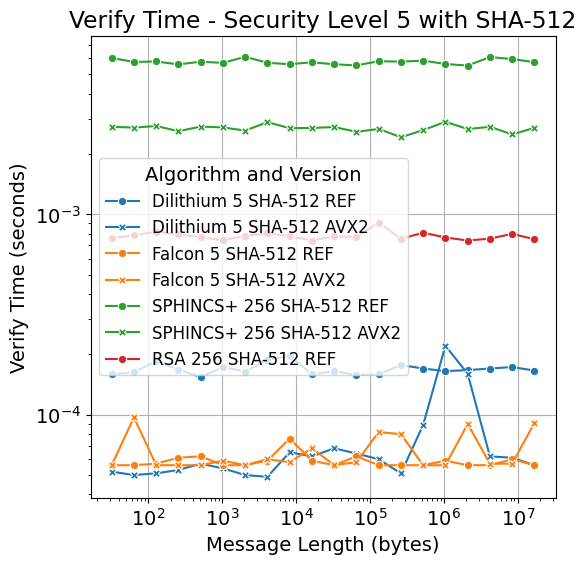 Verify Time - Security Level 5 with SHA-512
Verify Time (seconds)
10⁻³
10⁻⁴
Algorithm and Version
Dilithium 5 SHA-512 REF
Dilithium 5 SHA-512 AVX2
Falcon 5 SHA-512 REF
Falcon 5 SHA-512 AVX2
SPHINCS+ 256 SHA-512 REF
SPHINCS+ 256 SHA-512 AVX2
RSA 256 SHA-512 REF
10² 10³ 10⁴ 10⁵ 10⁶ 10⁷
Message Length (bytes)